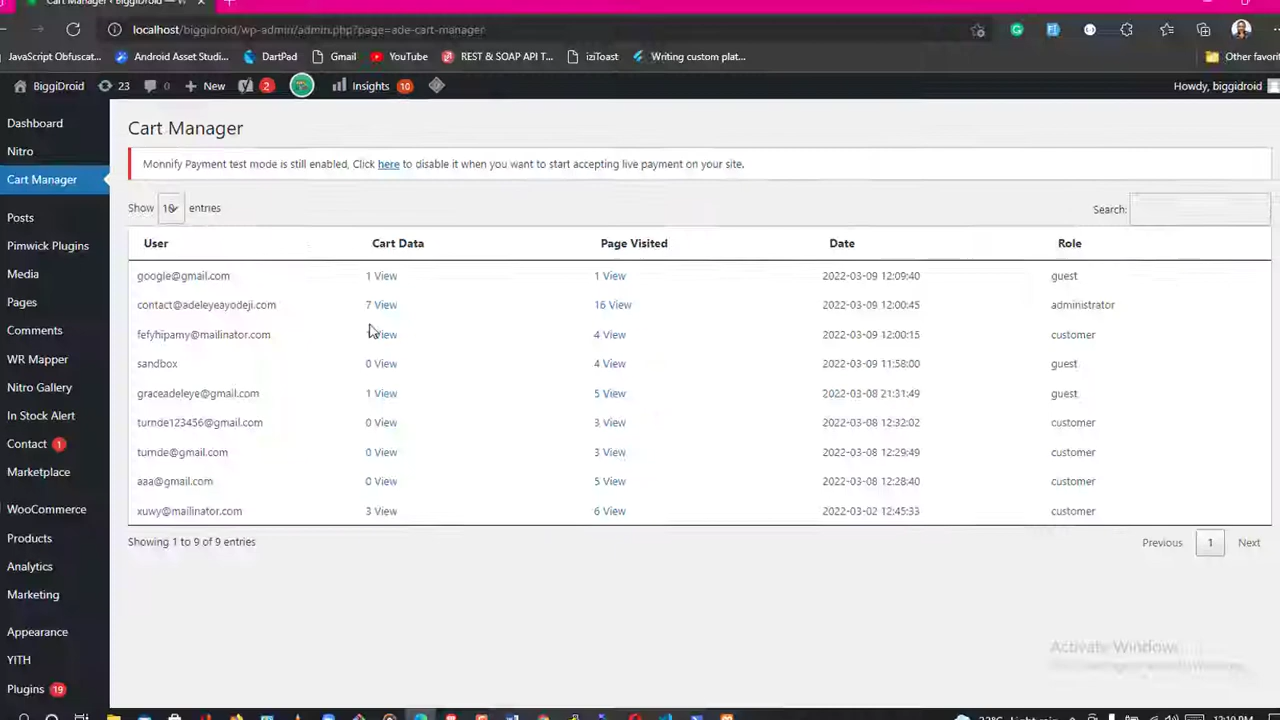 Cart Manager
BiggiDroid
localhost/biggidroid/wp-admin/admin.php?page=ade-cart-manager
JavaScript Obfuscat... Android Asset Studi... DartPad Gmail YouTube REST & SOAP API T... iziToast Writing custom plat... Other favori
BiggiDroid 23 0 New 2 Insights 10 Howdy, biggidroid
Dashboard
Nitro
Cart Manager
Posts
Pimwick Plugins
Media
Pages
Comments
WR Mapper
Nitro Gallery
In Stock Alert
Contact 1
Marketplace
WooCommerce
Products
Analytics
Marketing
Appearance
YITH
Plugins 19
Cart Manager
Monnify Payment test mode is still enabled, Click here to disable it when you want to start accepting live payment on your site.
Show 10 entries Search:
User Cart Data Page Visited Date Role
google@gmail.com 1 View 1 View 2022-03-09 12:09:40 guest
contact@adeleyeayodeji.com 7 View 16 View 2022-03-09 12:00:45 administrator
fefyhipamy@mailinator.com 4 View 2022-03-09 12:00:15 customer
sandbox 0 View 4 View 2022-03-09 11:58:00 guest
graceadeleye@gmail.com 1 View 5 View 2022-03-08 21:31:49 guest
turnde123456@gmail.com 0 View 3 View 2022-03-08 12:32:02 customer
turnde@gmail.com 0 View 3 View 2022-03-08 12:29:49 customer
aaa@gmail.com 0 View 5 View 2022-03-08 12:28:40 customer
xuwy@mailinator.com 3 View 6 View 2022-03-02 12:45:33 customer
Showing 1 to 9 of 9 entries Previous 1 Next
Activate Windows